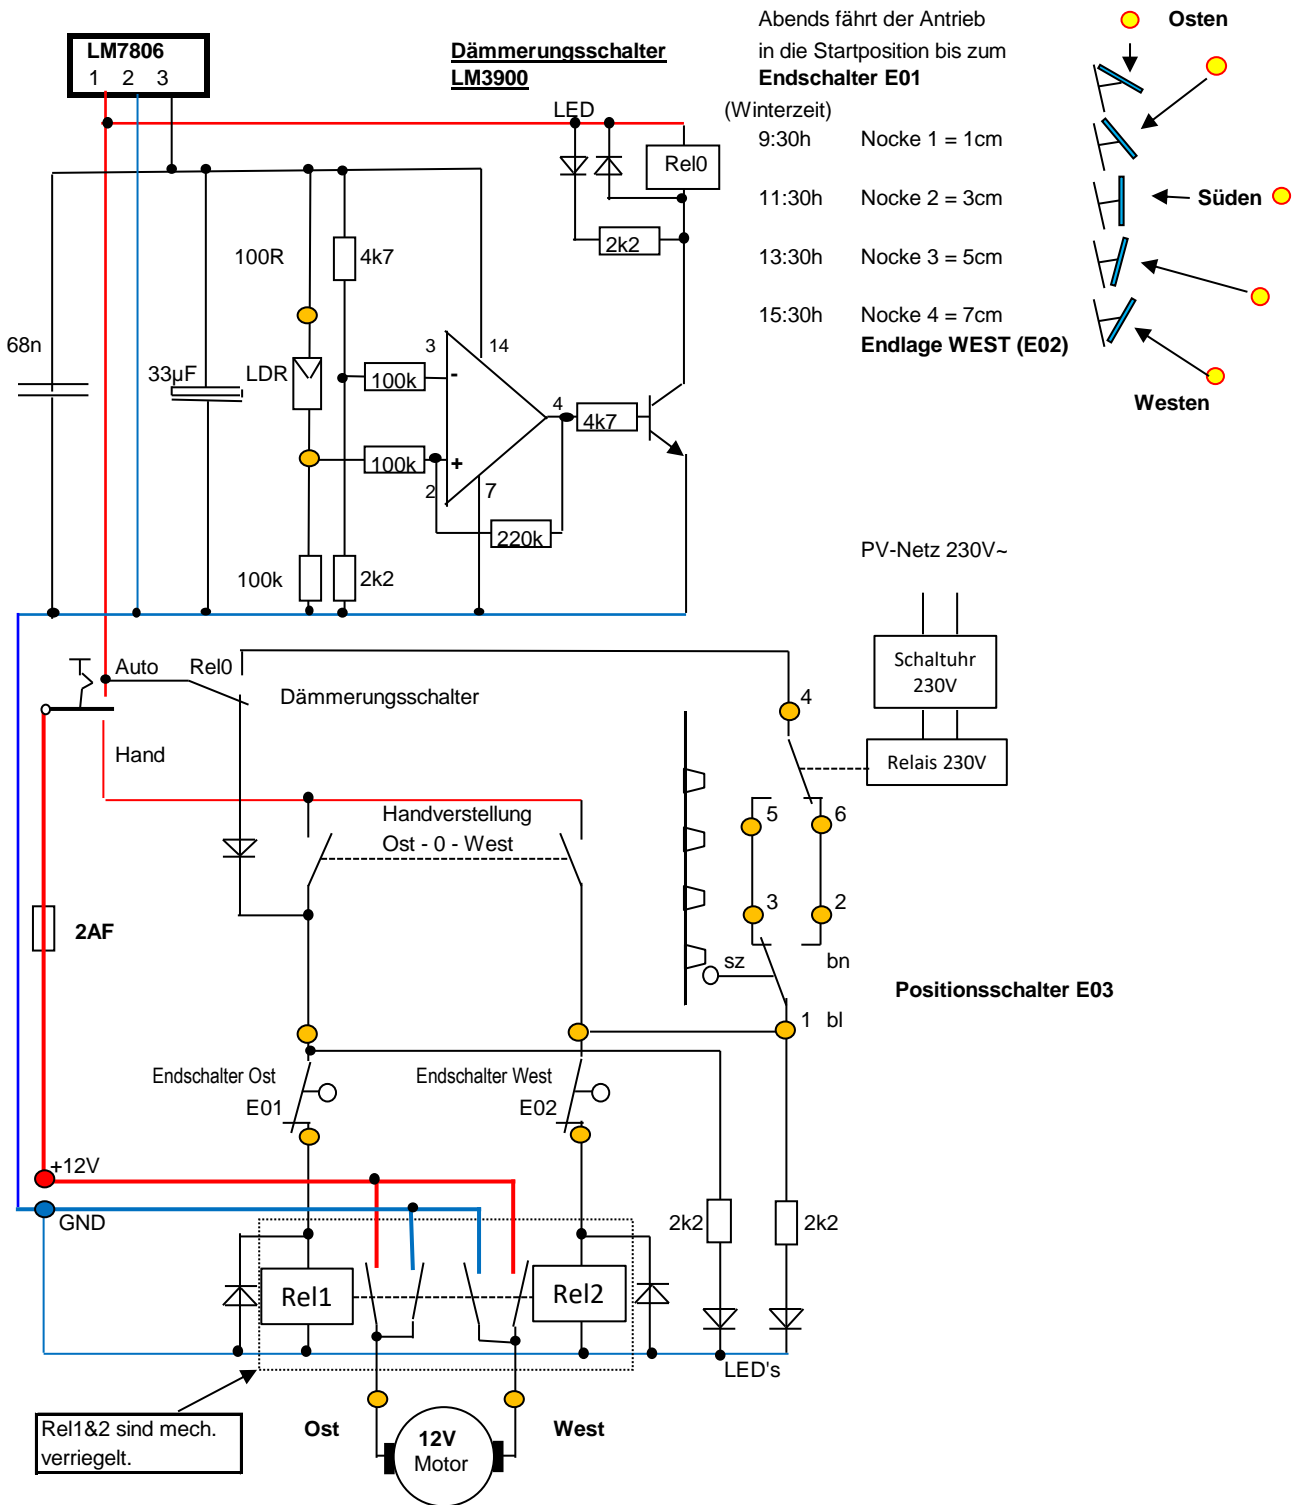 LM7806
1 2 3
Dämmerungsschalter
LM3900
Abends fährt der Antrieb
in die Startposition bis zum
Endschalter E01
(Winterzeit)
9:30h Nocke 1 = 1cm
11:30h Nocke 2 = 3cm
13:30h Nocke 3 = 5cm
15:30h Nocke 4 = 7cm
Endlage WEST (E02)
Osten
Süden
Westen
LED
Rel0
2k2
100R
4k7
68n
33µF
LDR
3
14
100k
-
4
4k7
100k
+
2
7
220k
100k
2k2
PV-Netz 230V~
Schaltuhr
230V
Relais 230V
Auto
Rel0
Dämmerungsschalter
Hand
Handverstellung
Ost - 0 - West
4
5
6
3
2
sz
bn
1 bl
Positionsschalter E03
2AF
Endschalter Ost
E01
Endschalter West
E02
+12V
GND
2k2
2k2
Rel1
Rel2
LED's
Rel1&2 sind mech.
verriegelt.
Ost
West
12V
Motor